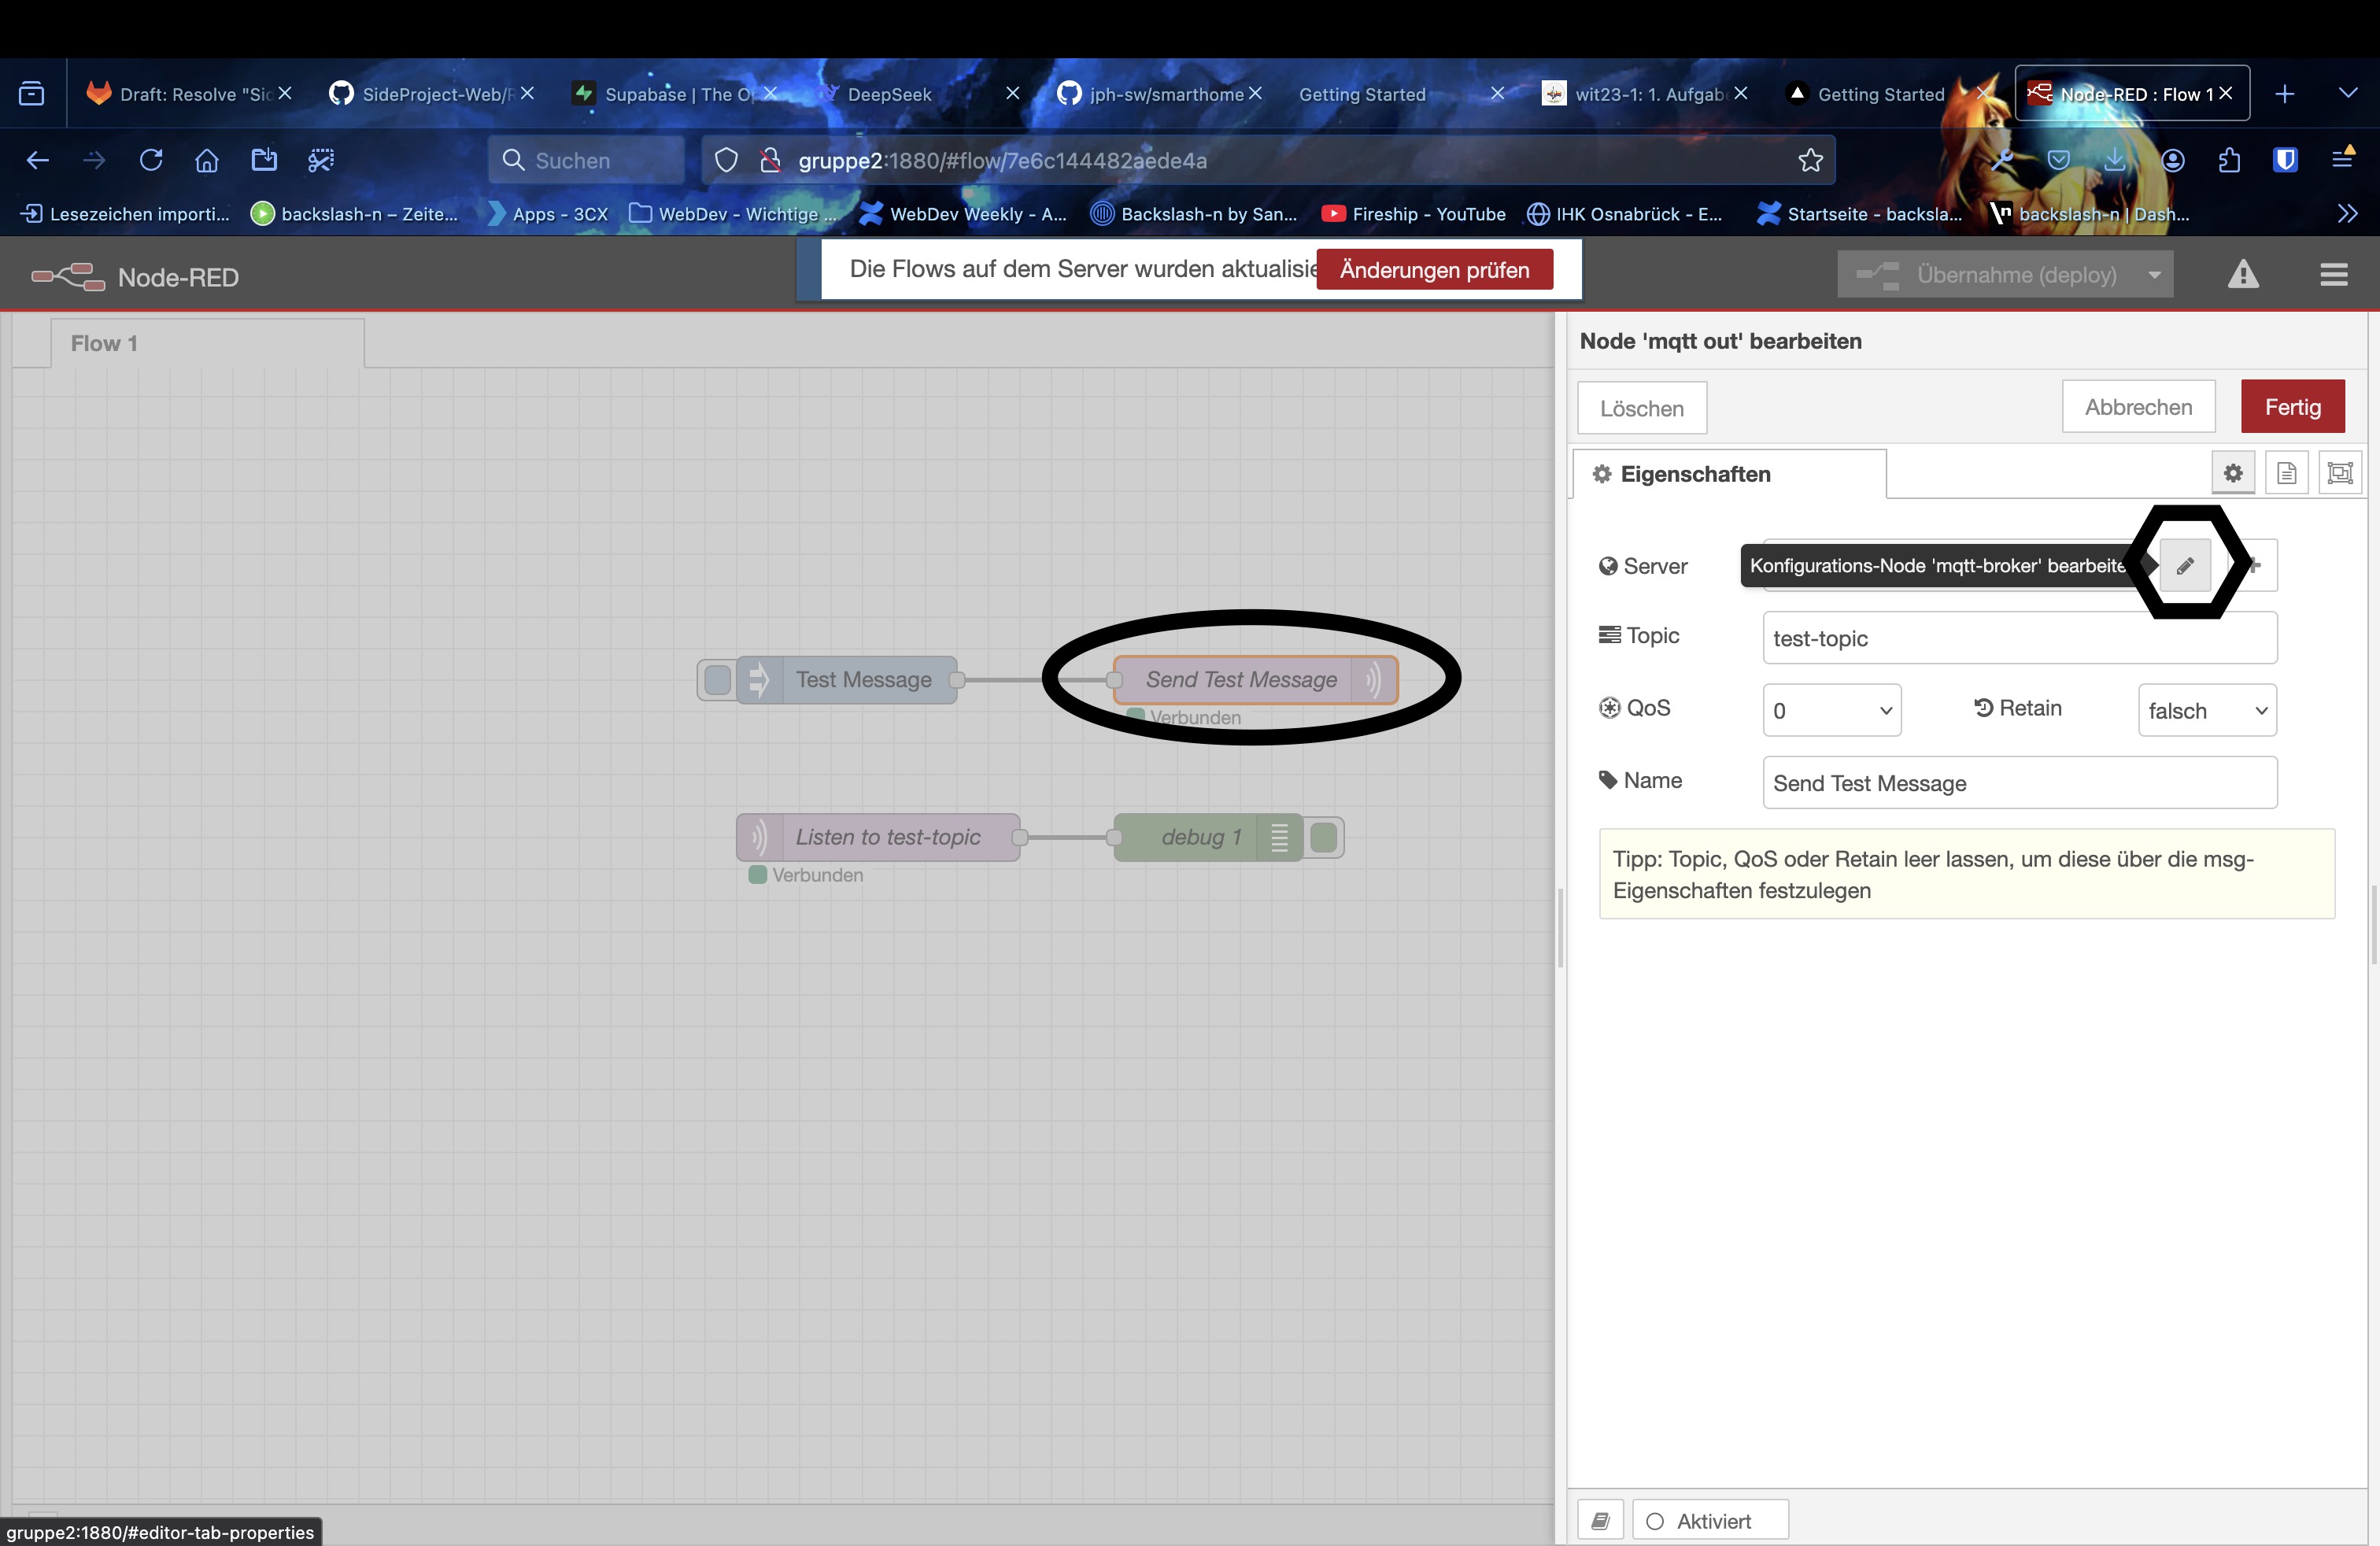 Draft: Resolve "Sid
SideProject-Web/R
Supabase | The O
DeepSeek
jph-sw/smarthome
Getting Started
wit23-1: 1. Aufgab
Getting Started
Node-RED : Flow 1
Suchen
gruppe2:1880/#flow/7e6c144482aede4a
Lesezeichen importi...
backslash-n – Zeite...
Apps - 3CX
WebDev - Wichtige ...
WebDev Weekly - A...
Backslash-n by San...
Fireship - YouTube
IHK Osnabrück - E...
Startseite - backsla...
\n
backslash-n | Dash...
Node-RED
Die Flows auf dem Server wurden aktualisie
Änderungen prüfen
Übernahme (deploy)
Flow 1
Node 'mqtt out' bearbeiten
Löschen
Abbrechen
Fertig
Eigenschaften
Server
Konfigurations-Node 'mqtt-broker' bearbeite
Topic
test-topic
QoS
0
Retain
falsch
Name
Send Test Message
Tipp: Topic, QoS oder Retain leer lassen, um diese über die msg-
Eigenschaften festzulegen
Test Message
Send Test Message
Verbunden
Listen to test-topic
debug 1
Verbunden
gruppe2:1880/#editor-tab-properties
Aktiviert